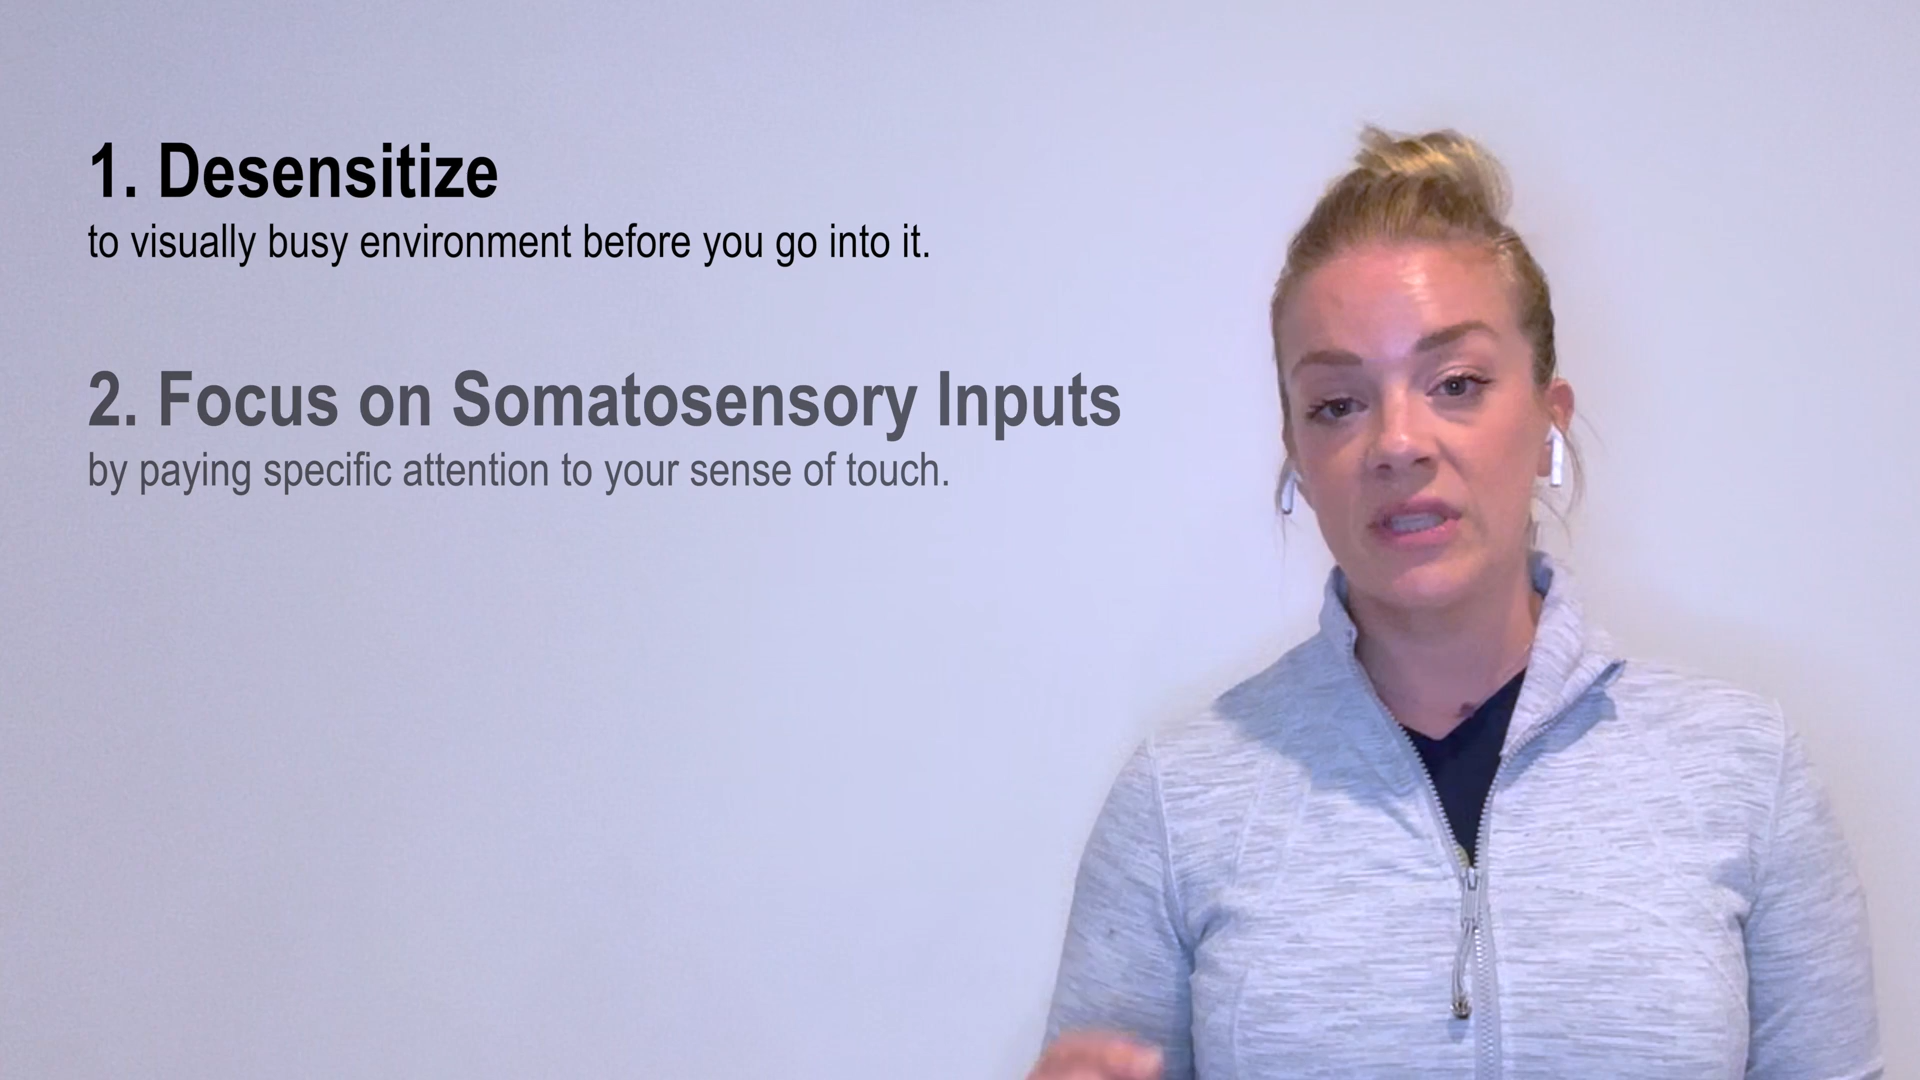 1. Desensitize
to visually busy environment before you go into it.
2. Focus on Somatosensory Inputs
by paying specific attention to your sense of touch.